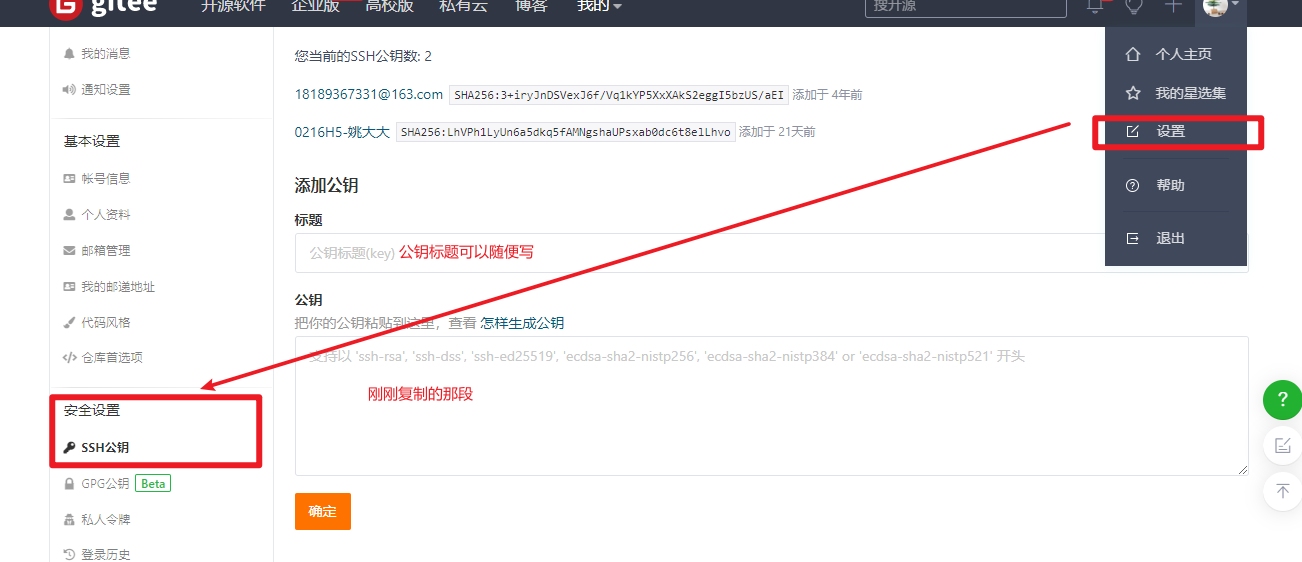 gitee 开源软件 企业版 高校版 私有云 博客 我的 搜开源
我的消息
通知设置
基本设置
帐号信息
个人资料
邮箱管理
我的邮递地址
代码风格
仓库首选项
安全设置
SSH公钥
GPG公钥 Beta
私人令牌
登录历史
您当前的SSH公钥数: 2
18189367331@163.com SHA256:3+iryJnDSVexJ6f/Vq1kYP5XxXAkS2eggI5bzUS/aEI 添加于 4年前
0216H5-姚大大 SHA256:LhVPh1LyUn6a5dkq5fAMNgshaUPsxab0dc6t8elLhvo 添加于 21天前
添加公钥
标题
公钥标题(key) 公钥标题可以随便写
公钥
把你的公钥粘贴到这里，查看 怎样生成公钥
支持以 'ssh-rsa', 'ssh-dss', 'ssh-ed25519', 'ecdsa-sha2-nistp256', 'ecdsa-sha2-nistp384' or 'ecdsa-sha2-nistp521' 开头
刚刚复制的那段
确定
个人主页
我的星选集
设置
帮助
退出
?